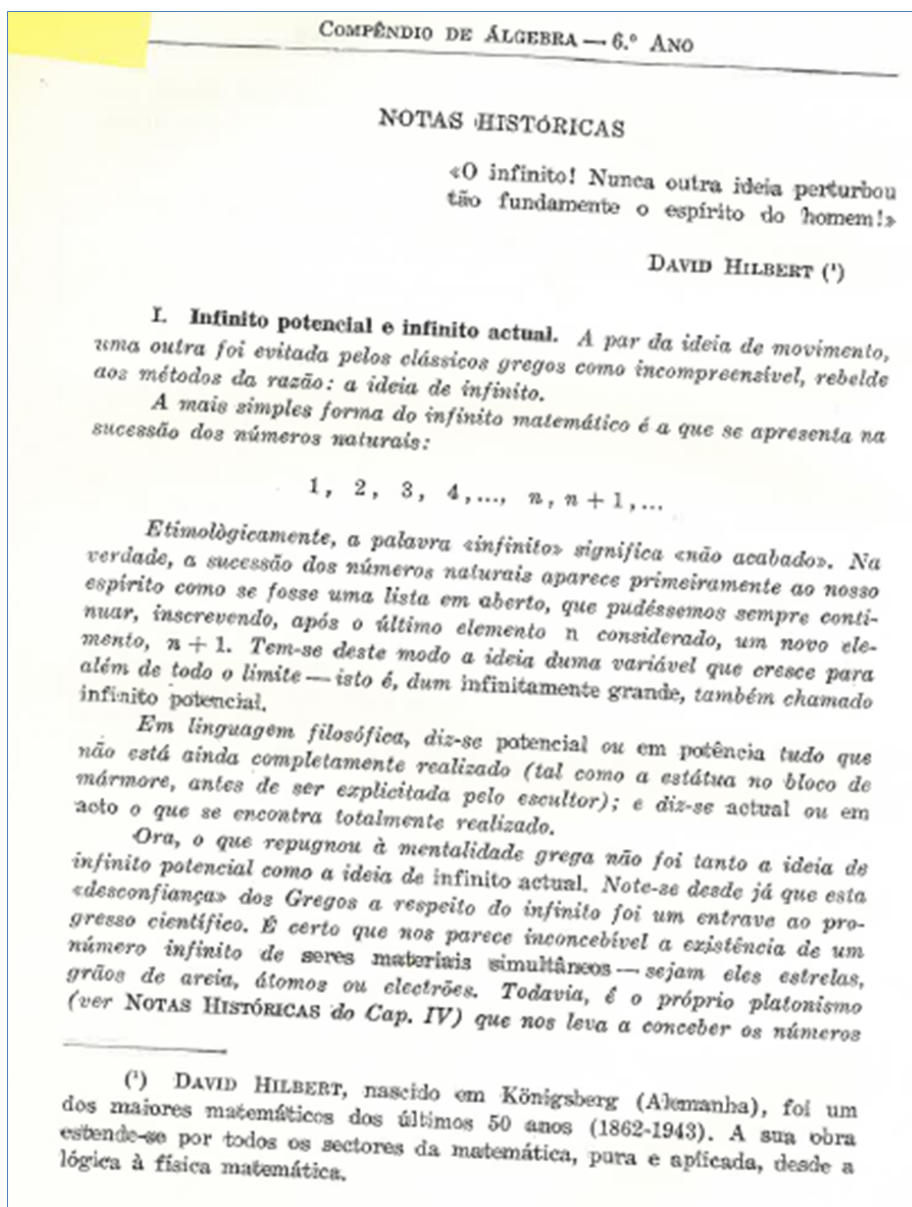 COMPÊNDIO DE ÁLGEBRA — 6.º ANO
NOTAS HISTÓRICAS
«O infinito! Nunca outra ideia perturbou
tão fundamente o espírito do homem!»
DAVID HILBERT (¹)
I. Infinito potencial e infinito actual. A par da ideia de movimento,
uma outra foi evitada pelos clássicos gregos como incompreensível, rebelde
aos métodos da razão: a ideia de infinito.
A mais simples forma do infinito matemático é a que se apresenta na
sucessão dos números naturais:
1, 2, 3, 4,..., n, n + 1,...
Etimològicamente, a palavra «infinito» significa «não acabado». Na
verdade, a sucessão dos números naturais aparece primeiramente ao nosso
espírito como se fosse uma lista em aberto, que pudéssemos sempre conti-
nuar, inscrevendo, após o último elemento n considerado, um novo ele-
mento, n + 1. Tem-se deste modo a ideia duma variável que cresce para
além de todo o limite — isto é, dum infinitamente grande, também chamado
infinito potencial.
Em linguagem filosófica, diz-se potencial ou em potência tudo que
não está ainda completamente realizado (tal como a estátua no bloco de
mármore, antes de ser explicitada pelo escultor); e diz-se actual ou em
acto o que se encontra totalmente realizado.
Ora, o que repugnou à mentalidade grega não foi tanto a ideia de
infinito potencial como a ideia de infinito actual. Note-se desde já que esta
«desconfiança» dos Gregos a respeito do infinito foi um entrave ao pro-
gresso científico. É certo que nos parece inconcebível a existência de um
número infinito de seres materiais simultâneos — sejam eles estrelas,
grãos de areia, átomos ou electrões. Todavia, é o próprio platonismo
(ver NOTAS HISTÓRICAS do Cap. IV) que nos leva a conceber os números
(¹) DAVID HILBERT, nascido em Königsberg (Alemanha), foi um
dos maiores matemáticos dos últimos 50 anos (1862-1943). A sua obra
estende-se por todos os sectores da matemática, pura e aplicada, desde a
lógica à física matemática.